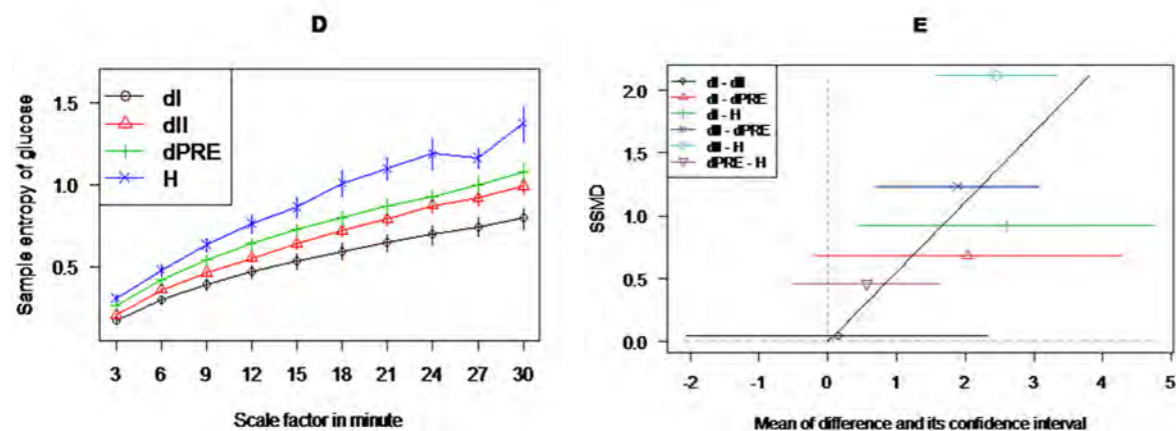 D
Sample entropy of glucose
1.5
1.0
0.5
dI
dII
dPRE
H
3 6 9 12 15 18 21 24 27 30
Scale factor in minute
E
SSMD
2.0
1.5
1.0
0.5
0.0
dI - dII
dI - dPRE
dI - H
dII - dPRE
dII - H
dPRE - H
-2 -1 0 1 2 3 4 5
Mean of difference and its confidence interval